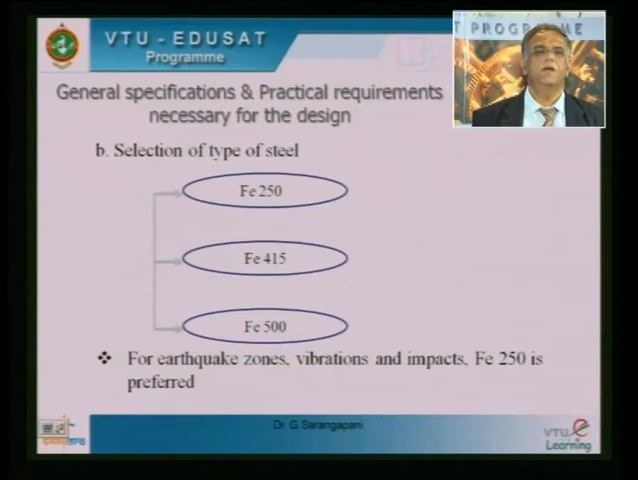 VTU - EDUSAT
Programme
T PROGRAMME
General specifications & Practical requirements
necessary for the design
b. Selection of type of steel
Fe 250
Fe 415
Fe 500
❖ For earthquake zones, vibrations and impacts, Fe 250 is
preferred
Dr. G Sarangapani
VTU e
Learning